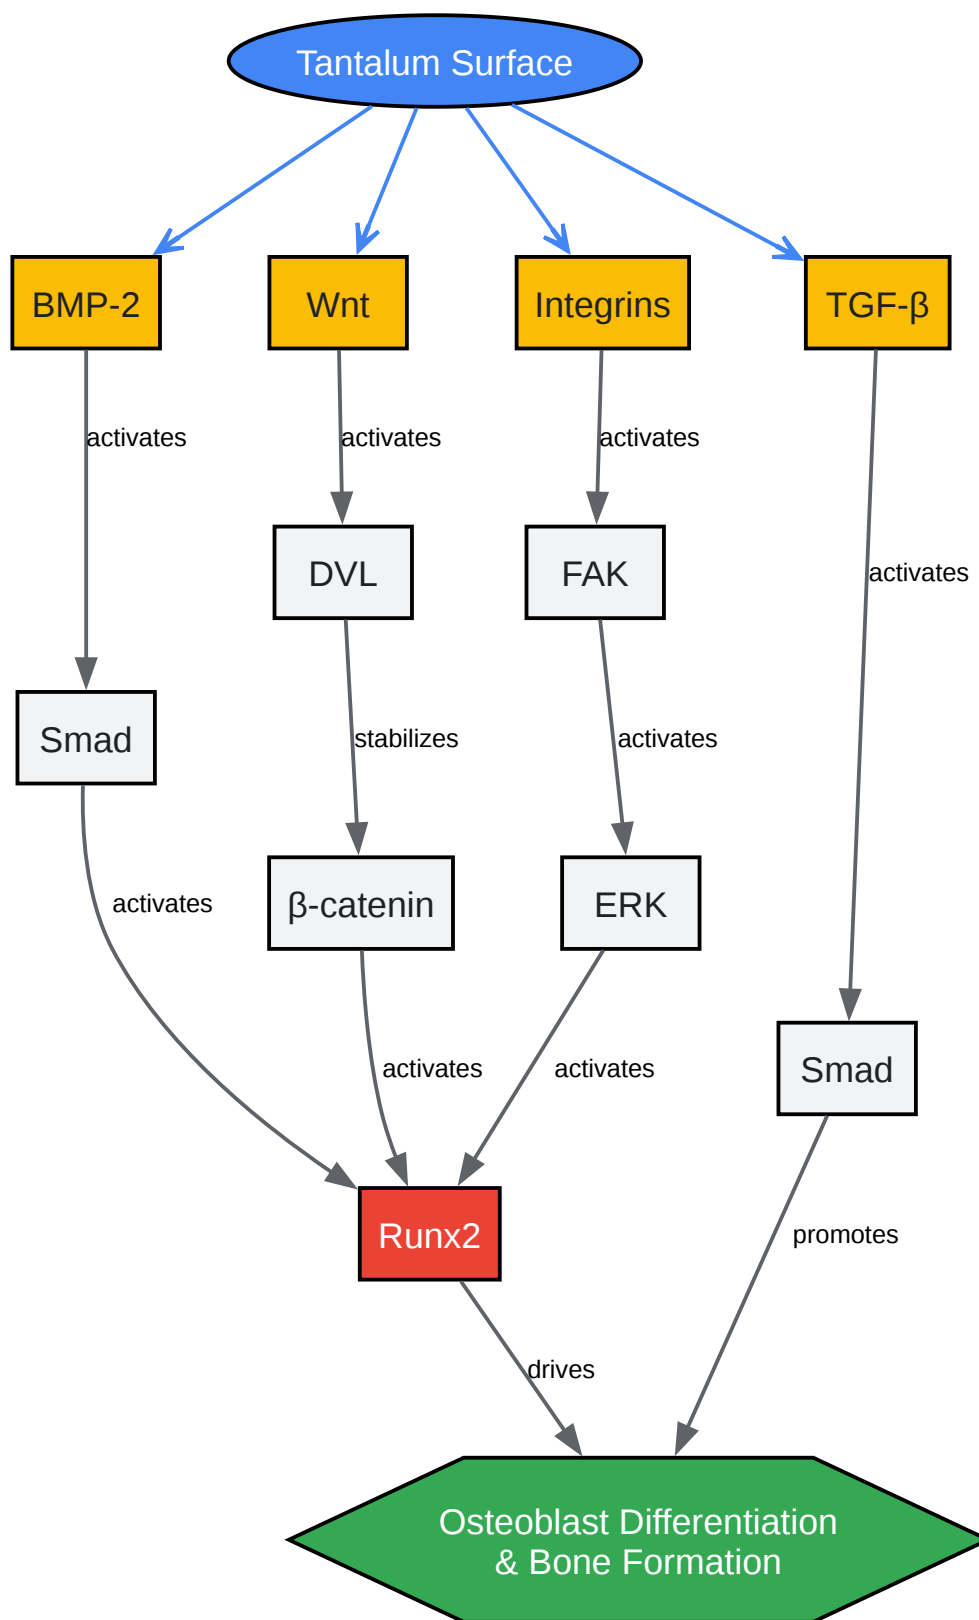 Tantalum Surface
BMP-2
Wnt
Integrins
TGF-β
activates
activates
activates
DVL
FAK
activates
Smad
stabilizes
activates
β-catenin
ERK
activates
activates
activates
Smad
Runx2
promotes
drives
Osteoblast Differentiation
& Bone Formation